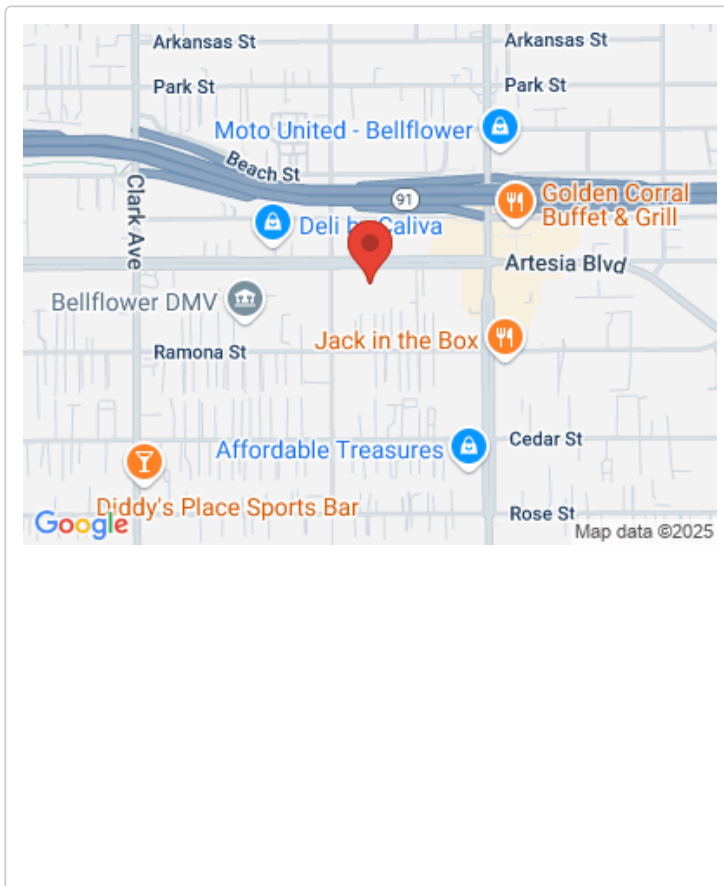 Arkansas St
Arkansas St
Park St
Park St
Moto United - Bellflower
Beach St
91
Golden Corral
Buffet & Grill
Clark Ave
Deli by Caliva
Artesia Blvd
Bellflower DMV
Jack in the Box
Ramona St
Cedar St
Affordable Treasures
Diddy's Place Sports Bar
Rose St
Google
Map data ©2025